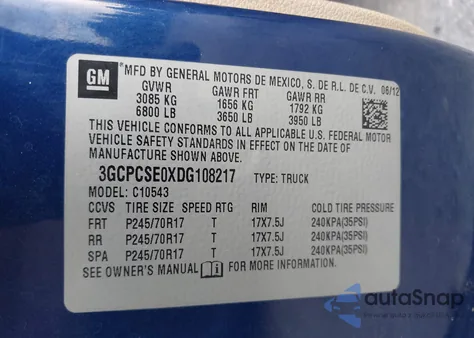 GM
MFD BY GENERAL MOTORS DE MEXICO, S. DE R.L. DE C.V. 06/12
GVWR GAWR FRT GAWR RR
3085 KG 1656 KG 1792 KG
6800 LB 3650 LB 3950 LB
THIS VEHICLE CONFORMS TO ALL APPLICABLE U.S. FEDERAL MOTOR
VEHICLE SAFETY STANDARDS IN EFFECT ON THE DATE OF
MANUFACTURE SHOWN ABOVE.
3GCPCSE0XDG108217 TYPE: TRUCK
MODEL: C10543
CCVS TIRE SIZE SPEED RTG RIM COLD TIRE PRESSURE
FRT P245/70R17 T 17X7.5J 240KPA(35PSI)
RR P245/70R17 T 17X7.5J 240KPA(35PSI)
SPA P245/70R17 T 17X7.5J 240KPA(35PSI)
SEE OWNER'S MANUAL FOR MORE INFORMATION.
autoSnap